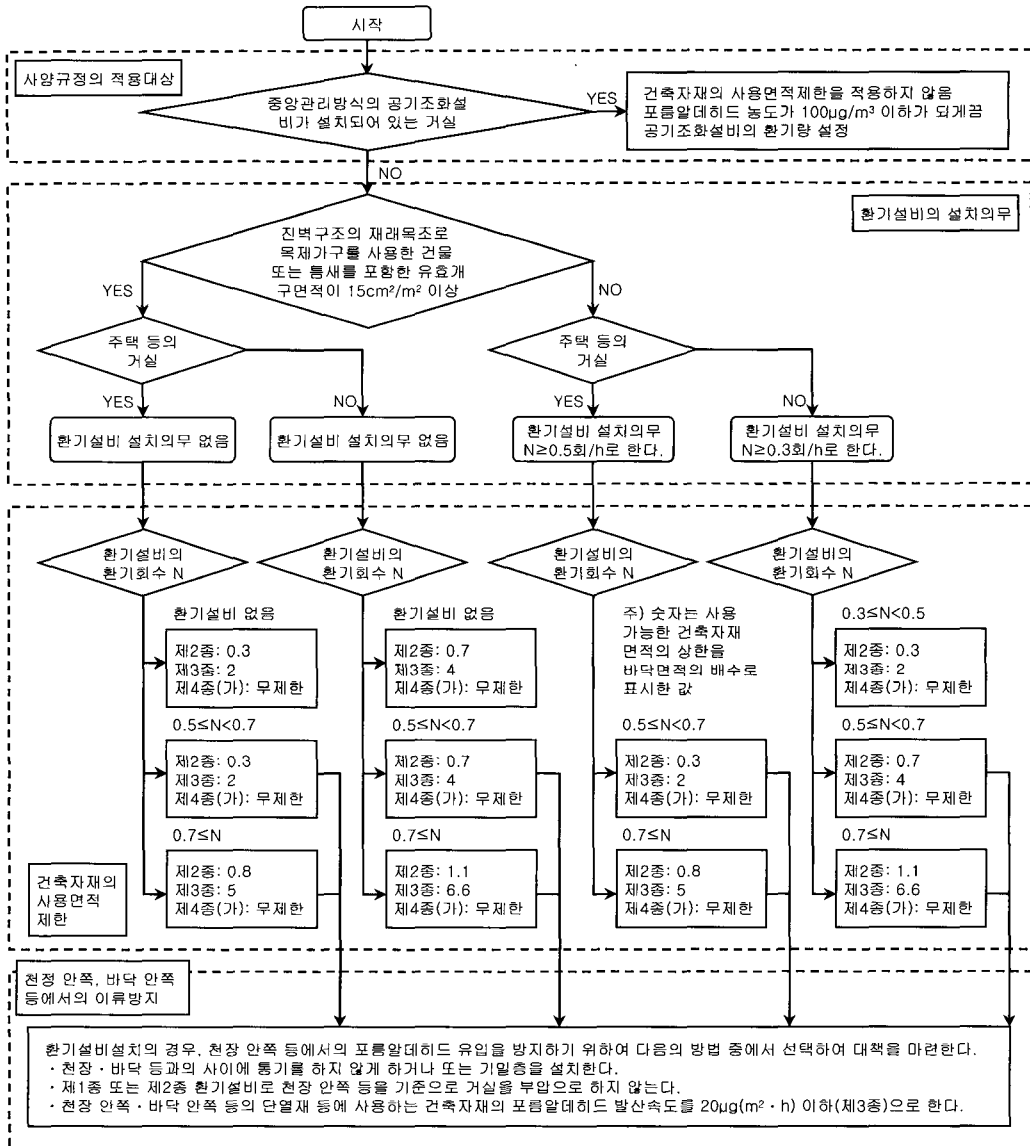 시작
사양규정의 적용대상
중앙관리방식의 공기조화설
비가 설치되어 있는 거실
YES
건축자재의 사용면적제한을 적용하지 않음
포름알데히드 농도가 100μg/m³ 이하가 되게끔
공기조화설비의 환기량 설정
NO
환기설비의 설치의무
진벽구조의 재래목조로
목제가구를 사용한 건물
또는 틈새를 포함한 유효개
구면적이 15cm²/m² 이상
YES
NO
주택 등의
거실
주택 등의
거실
YES
NO
YES
NO
환기설비 설치의무 없음
환기설비 설치의무 없음
환기설비 설치의무
N≥0.5회/h로 한다.
환기설비 설치의무
N≥0.3회/h로 한다.
환기설비의
환기회수 N
환기설비의
환기회수 N
환기설비의
환기회수 N
환기설비의
환기회수 N
환기설비 없음
제2종: 0.3
제3종: 2
제4종(가): 무제한
환기설비 없음
제2종: 0.7
제3종: 4
제4종(가): 무제한
주) 숫자는 사용
가능한 건축자재
면적의 상한을
바닥면적의 배수로
표시한 값
0.3≤N<0.5
제2종: 0.3
제3종: 2
제4종(가): 무제한
0.5≤N<0.7
제2종: 0.3
제3종: 2
제4종(가): 무제한
0.5≤N<0.7
제2종: 0.7
제3종: 4
제4종(가): 무제한
0.5≤N<0.7
제2종: 0.3
제3종: 2
제4종(가): 무제한
0.5≤N<0.7
제2종: 0.7
제3종: 4
제4종(가): 무제한
건축자재의
사용면적
제한
0.7≤N
제2종: 0.8
제3종: 5
제4종(가): 무제한
0.7≤N
제2종: 1.1
제3종: 6.6
제4종(가): 무제한
0.7≤N
제2종: 0.8
제3종: 5
제4종(가): 무제한
0.7≤N
제2종: 1.1
제3종: 6.6
제4종(가): 무제한
천정 안쪽, 바닥 안쪽
등에서의 이류방지
환기설비설치의 경우, 천장 안쪽 등에서의 포름알데히드 유입을 방지하기 위하여 다음의 방법 중에서 선택하여 대책을 마련한다.
· 천장·바닥 등과의 사이에 통기를 하지 않게 하거나 또는 기밀층을 설치한다.
· 제1종 또는 제2종 환기설비로 천장 안쪽 등을 기준으로 거실을 부압으로 하지 않는다.
· 천장 안쪽·바닥 안쪽 등의 단열재 등에 사용하는 건축자재의 포름알데히드 발산속도를 20μg(m²·h) 이하(제3종)으로 한다.